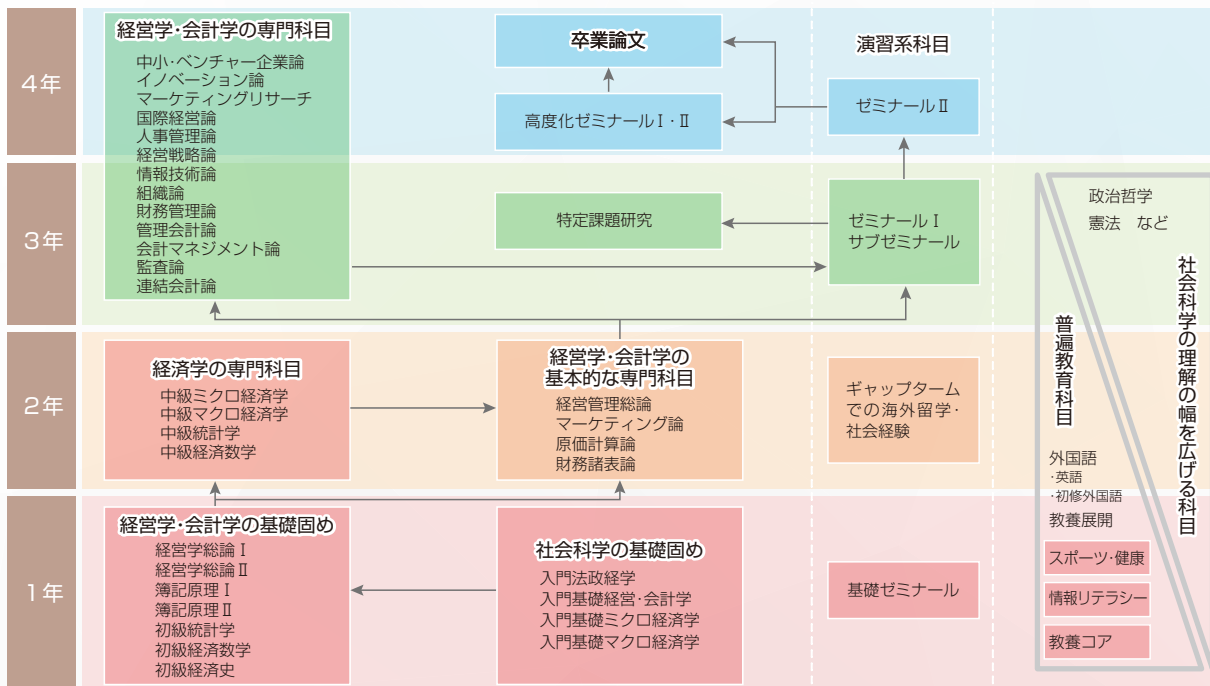 4年
経営学・会計学の専門科目
中小・ベンチャー企業論
イノベーション論
マーケティングリサーチ
国際経営論
人事管理論
経営戦略論
情報技術論
組織論
財務管理論
管理会計論
会計マネジメント論
監査論
連結会計論
卒業論文
高度化ゼミナールⅠ・Ⅱ
演習系科目
ゼミナールⅡ
3年
特定課題研究
ゼミナールⅠ
サブゼミナール
2年
経済学の専門科目
中級ミクロ経済学
中級マクロ経済学
中級統計学
中級経済数学
経営学・会計学の
基本的な専門科目
経営管理総論
マーケティング論
原価計算論
財務諸表論
ギャップターム
での海外留学・
社会経験
1年
経営学・会計学の基礎固め
経営学総論Ⅰ
経営学総論Ⅱ
簿記原理Ⅰ
簿記原理Ⅱ
初級統計学
初級経済数学
初級経済史
社会科学の基礎固め
入門法政経学
入門基礎経営・会計学
入門基礎ミクロ経済学
入門基礎マクロ経済学
基礎ゼミナール
政治哲学
憲法　など
社会科学の理解の幅を広げる科目
普遍教育科目
外国語
・英語
・初修外国語
教養展開
スポーツ・健康
情報リテラシー
教養コア